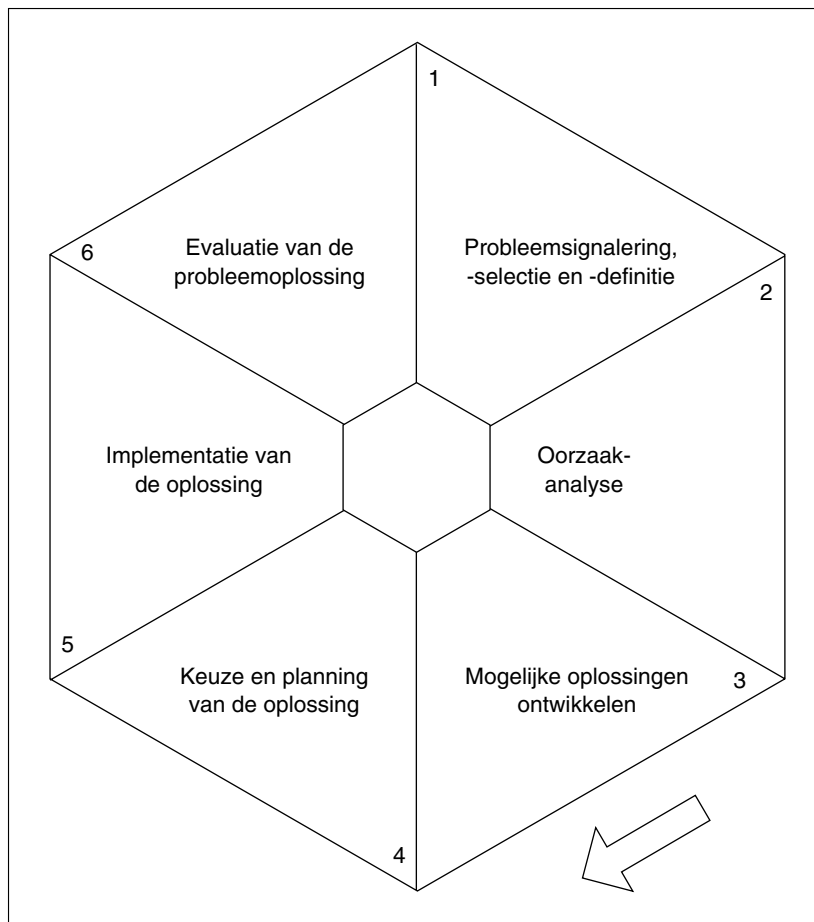 1
Probleemsignalering,
-selectie en -definitie
2
Oorzaak-
analyse
3
Mogelijke oplossingen
ontwikkelen
4
Keuze en planning
van de oplossing
5
Implementatie van
de oplossing
6
Evaluatie van de
probleemoplossing